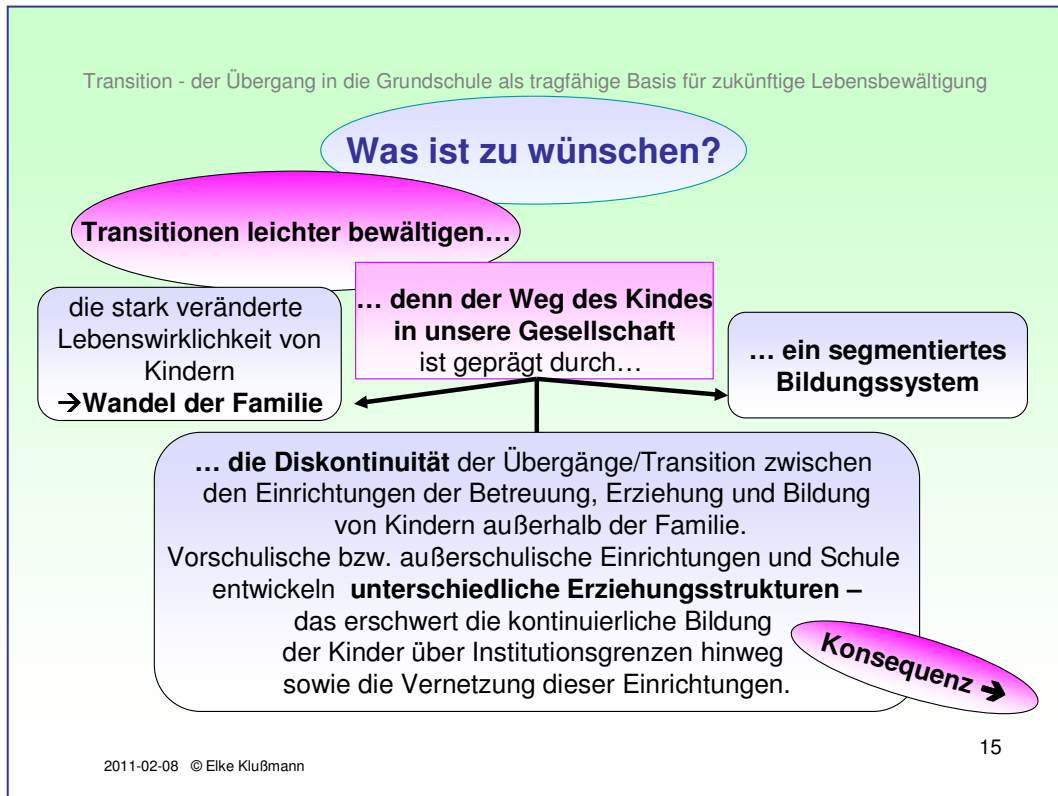 Transition - der Übergang in die Grundschule als tragfähige Basis für zukünftige Lebensbewältigung
Was ist zu wünschen?
Transitionen leichter bewältigen…
… denn der Weg des Kindes
in unsere Gesellschaft
ist geprägt durch…
die stark veränderte
Lebenswirklichkeit von
Kindern
→Wandel der Familie
… ein segmentiertes
Bildungssystem
… die Diskontinuität der Übergänge/Transition zwischen
den Einrichtungen der Betreuung, Erziehung und Bildung
von Kindern außerhalb der Familie.
Vorschulische bzw. außerschulische Einrichtungen und Schule
entwickeln unterschiedliche Erziehungsstrukturen –
das erschwert die kontinuierliche Bildung
der Kinder über Institutionsgrenzen hinweg
sowie die Vernetzung dieser Einrichtungen.
Konsequenz ➔
2011-02-08 © Elke Klußmann
15